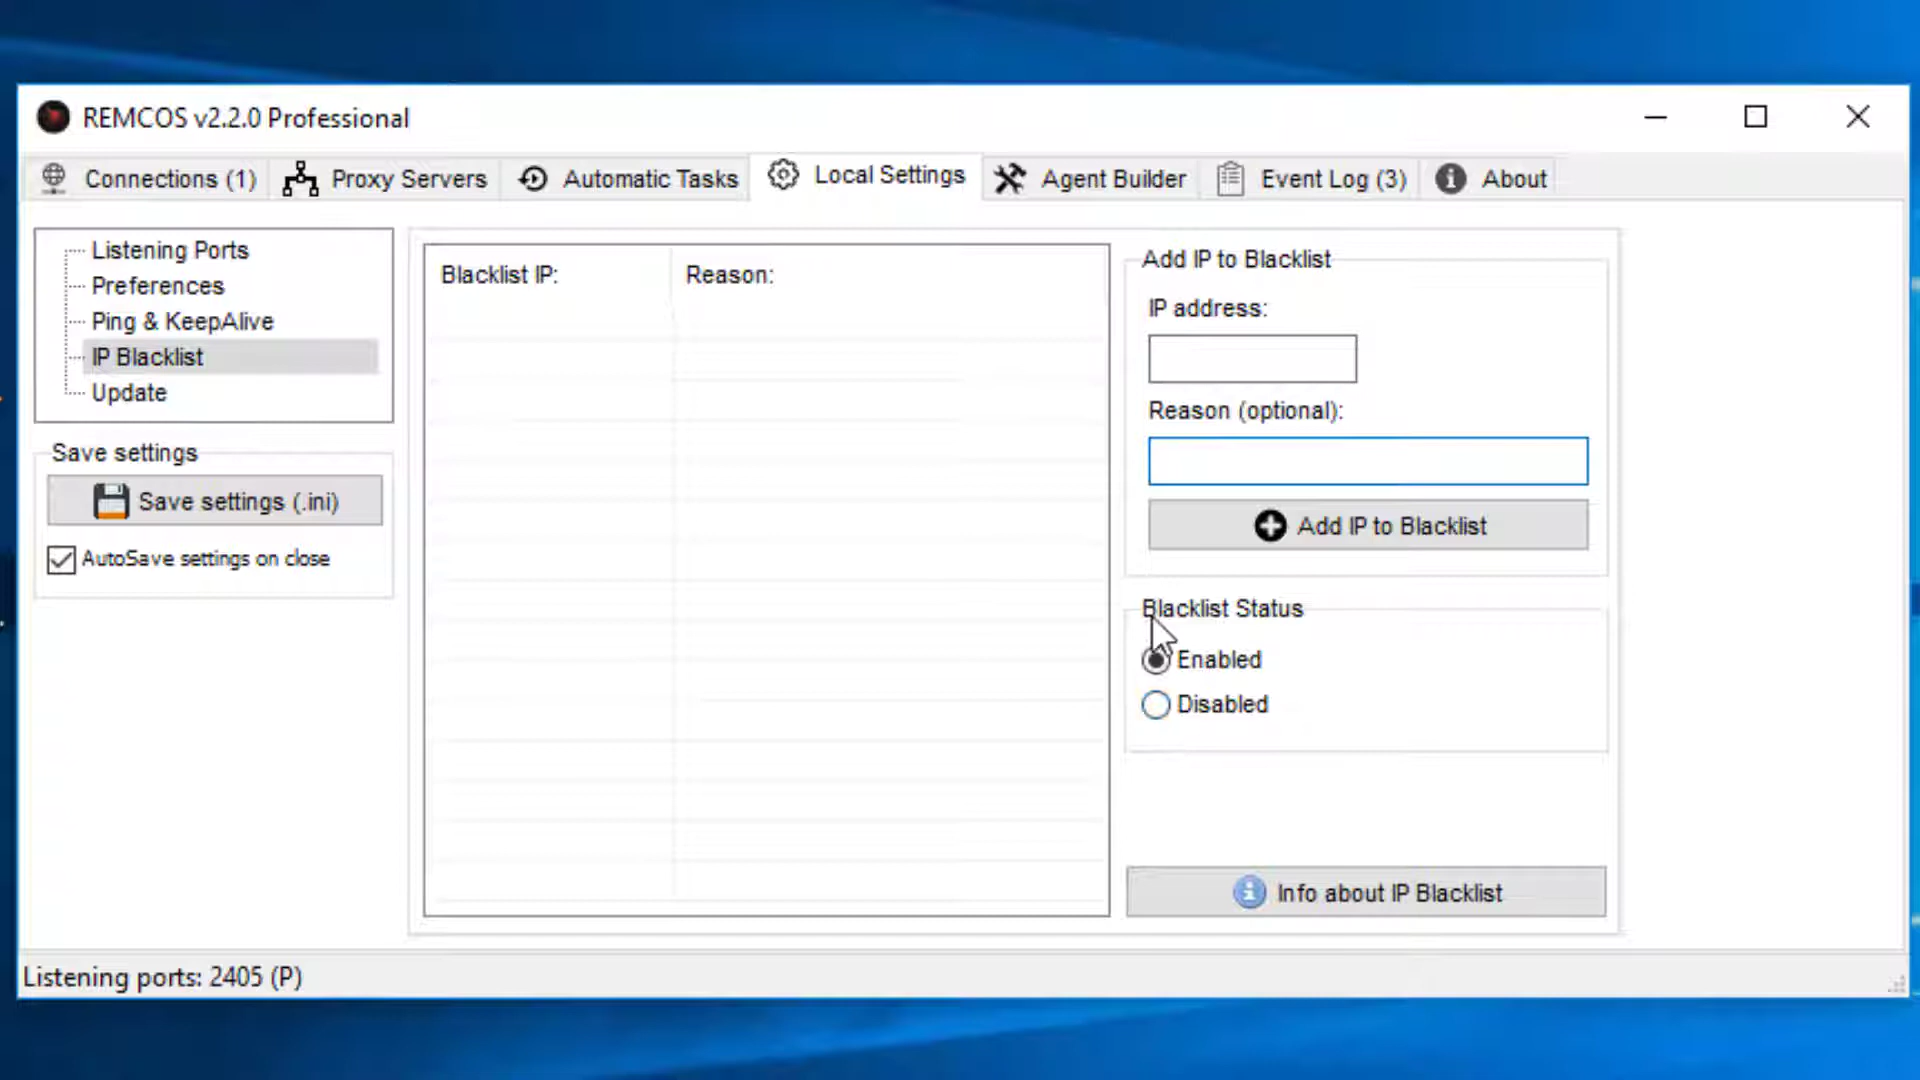 REMCOS v2.2.0 Professional
Connections (1)
Proxy Servers
Automatic Tasks
Local Settings
Agent Builder
Event Log (3)
About
Listening Ports
Preferences
Ping & KeepAlive
IP Blacklist
Update
Save settings
Save settings (.ini)
AutoSave settings on close
Blacklist IP:
Reason:
Add IP to Blacklist
IP address:
Reason (optional):
Add IP to Blacklist
Blacklist Status
Enabled
Disabled
Info about IP Blacklist
Listening ports: 2405 (P)